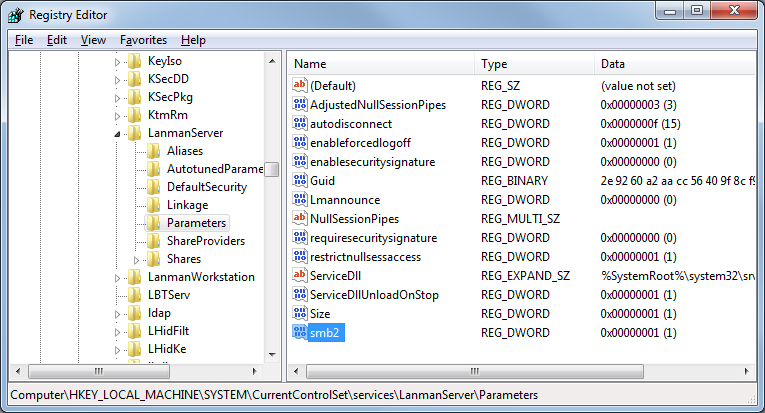 Registry Editor
File Edit View Favorites Help
KeyIso
KSecDD
KSecPkg
KtmRm
LanmanServer
Aliases
AutotunedParame
DefaultSecurity
Linkage
Parameters
ShareProviders
Shares
LanmanWorkstation
LBTServ
ldap
LHidFilt
LHidKe
Name Type Data
(Default) REG_SZ (value not set)
AdjustedNullSessionPipes REG_DWORD 0x00000003 (3)
autodisconnect REG_DWORD 0x0000000f (15)
enableforcedlogoff REG_DWORD 0x00000001 (1)
enablesecuritysignature REG_DWORD 0x00000000 (0)
Guid REG_BINARY 2e 92 60 a2 aa cc 56 40 9f 8c f9
Lmannounce REG_DWORD 0x00000000 (0)
NullSessionPipes REG_MULTI_SZ
requiresecuritysignature REG_DWORD 0x00000000 (0)
restrictnullsessaccess REG_DWORD 0x00000001 (1)
ServiceDll REG_EXPAND_SZ %SystemRoot%\system32\srv
ServiceDllUnloadOnStop REG_DWORD 0x00000001 (1)
Size REG_DWORD 0x00000001 (1)
smb2 REG_DWORD 0x00000001 (1)
Computer\HKEY_LOCAL_MACHINE\SYSTEM\CurrentControlSet\services\LanmanServer\Parameters